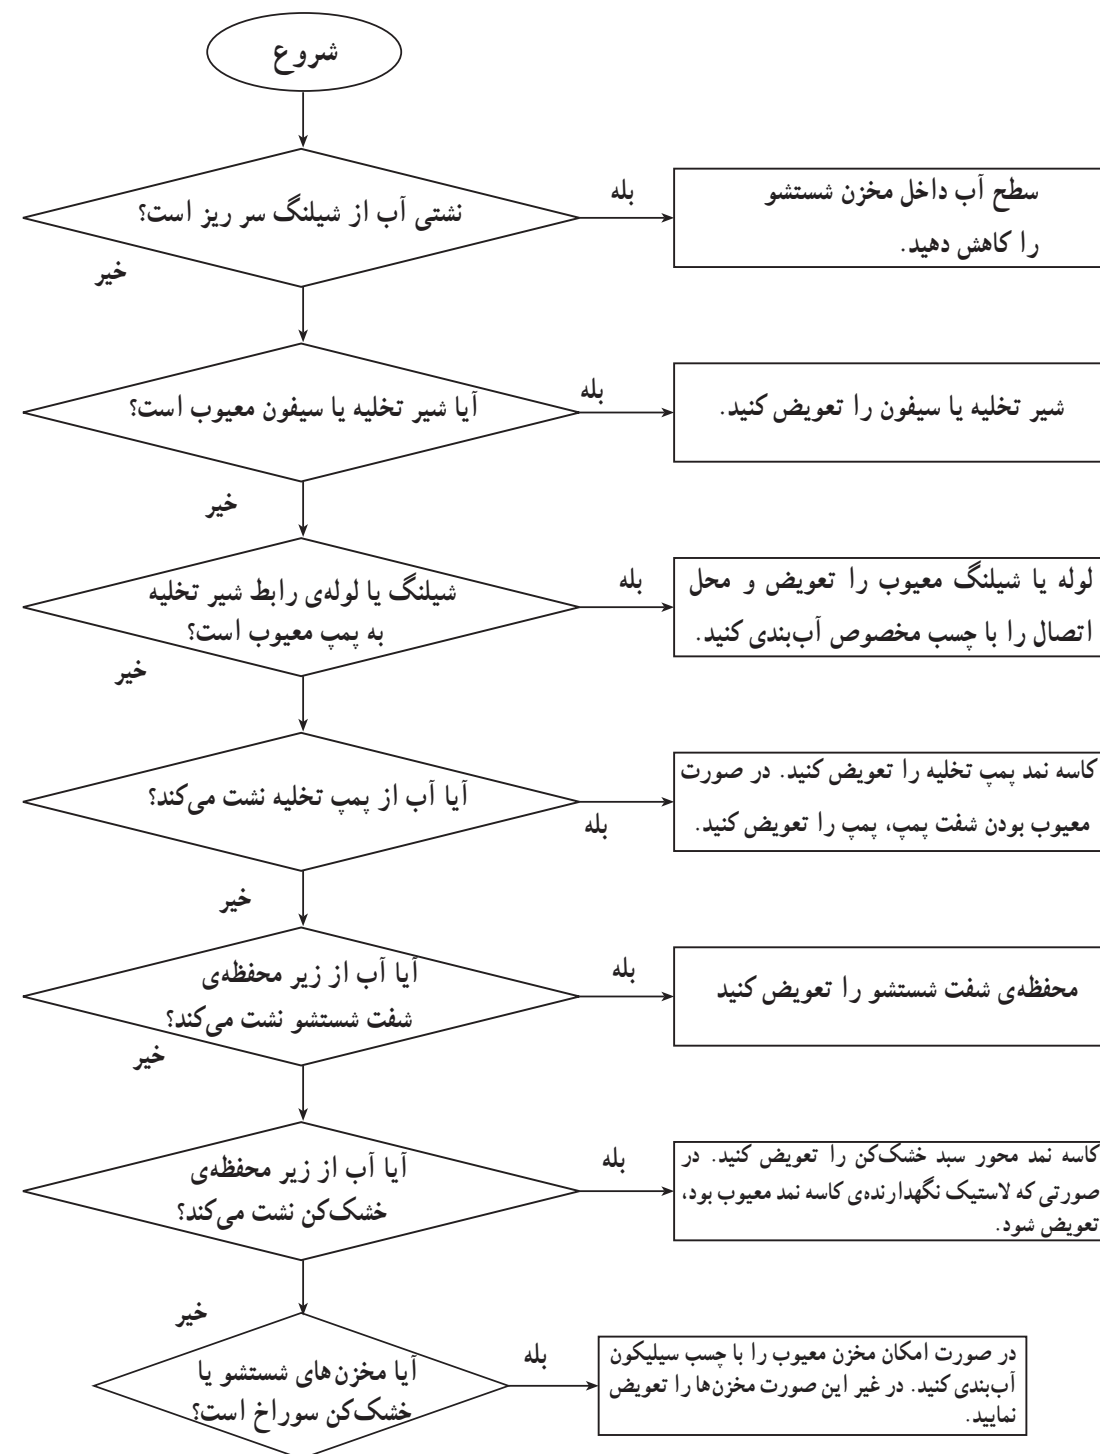 شروع
نشتی آب از شیلنگ سر ریز است؟
بله
سطح آب داخل مخزن شستشو
را کاهش دهید.
خیر
آیا شیر تخلیه یا سیفون معیوب است؟
بله
شیر تخلیه یا سیفون را تعویض کنید.
خیر
شیلنگ یا لوله‌ی رابط شیر تخلیه
به پمپ معیوب است؟
بله
لوله یا شیلنگ معیوب را تعویض و محل
اتصال را با چسب مخصوص آب‌بندی کنید.
خیر
آیا آب از پمپ تخلیه نشت می‌کند؟
بله
کاسه نمد پمپ تخلیه را تعویض کنید. در صورت
معیوب بودن شفت پمپ، پمپ را تعویض کنید.
خیر
آیا آب از زیر محفظه‌ی
شفت شستشو نشت می‌کند؟
بله
محفظه‌ی شفت شستشو را تعویض کنید
خیر
آیا آب از زیر محفظه‌ی
خشک‌کن نشت می‌کند؟
بله
کاسه نمد محور سبد خشک‌کن را تعویض کنید. در
صورتی که لاستیک نگهدارنده‌ی کاسه نمد معیوب بود،
تعویض شود.
خیر
آیا مخزن‌های شستشو یا
خشک‌کن سوراخ است؟
بله
در صورت امکان مخزن معیوب را با چسب سیلیکون
آب‌بندی کنید. در غیر این صورت مخزن‌ها را تعویض
نمایید.